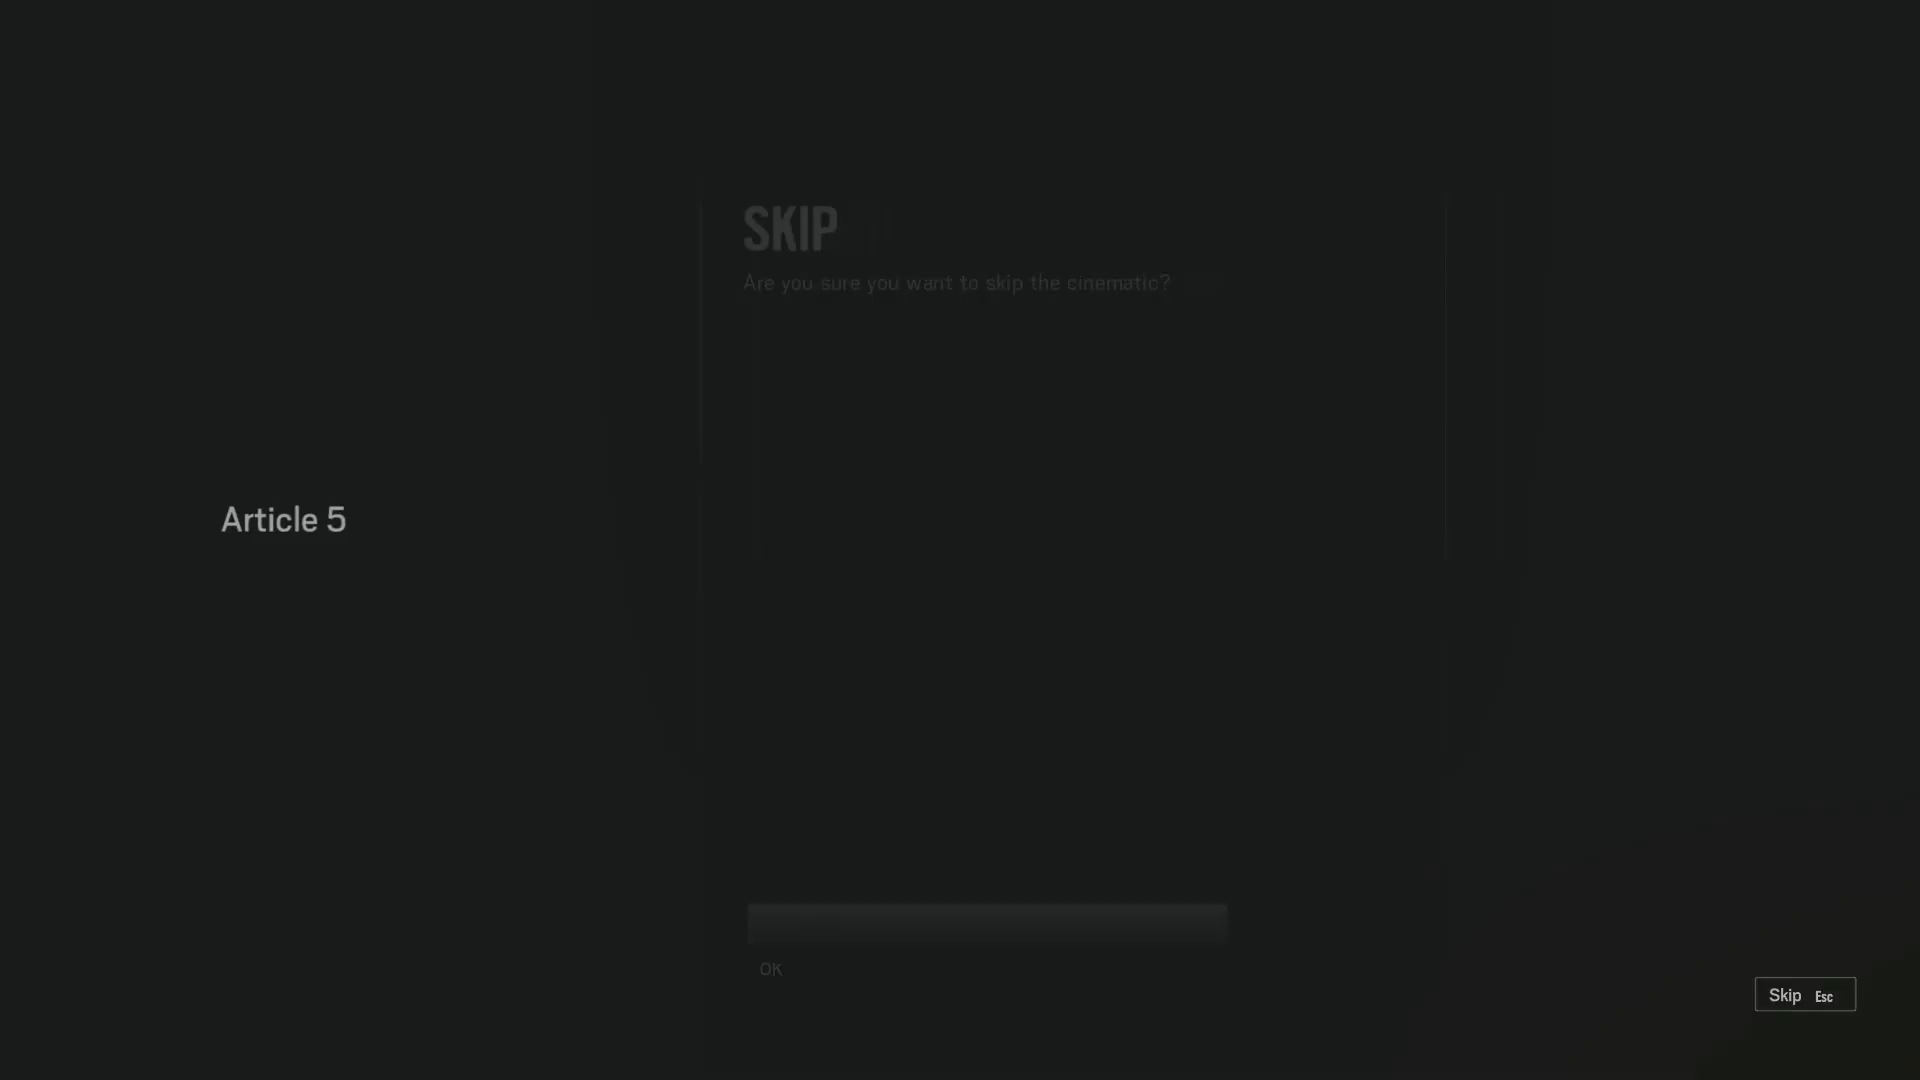 SKIP
Are you sure you want to skip the cinematic?
Article 5
OK
Skip Esc